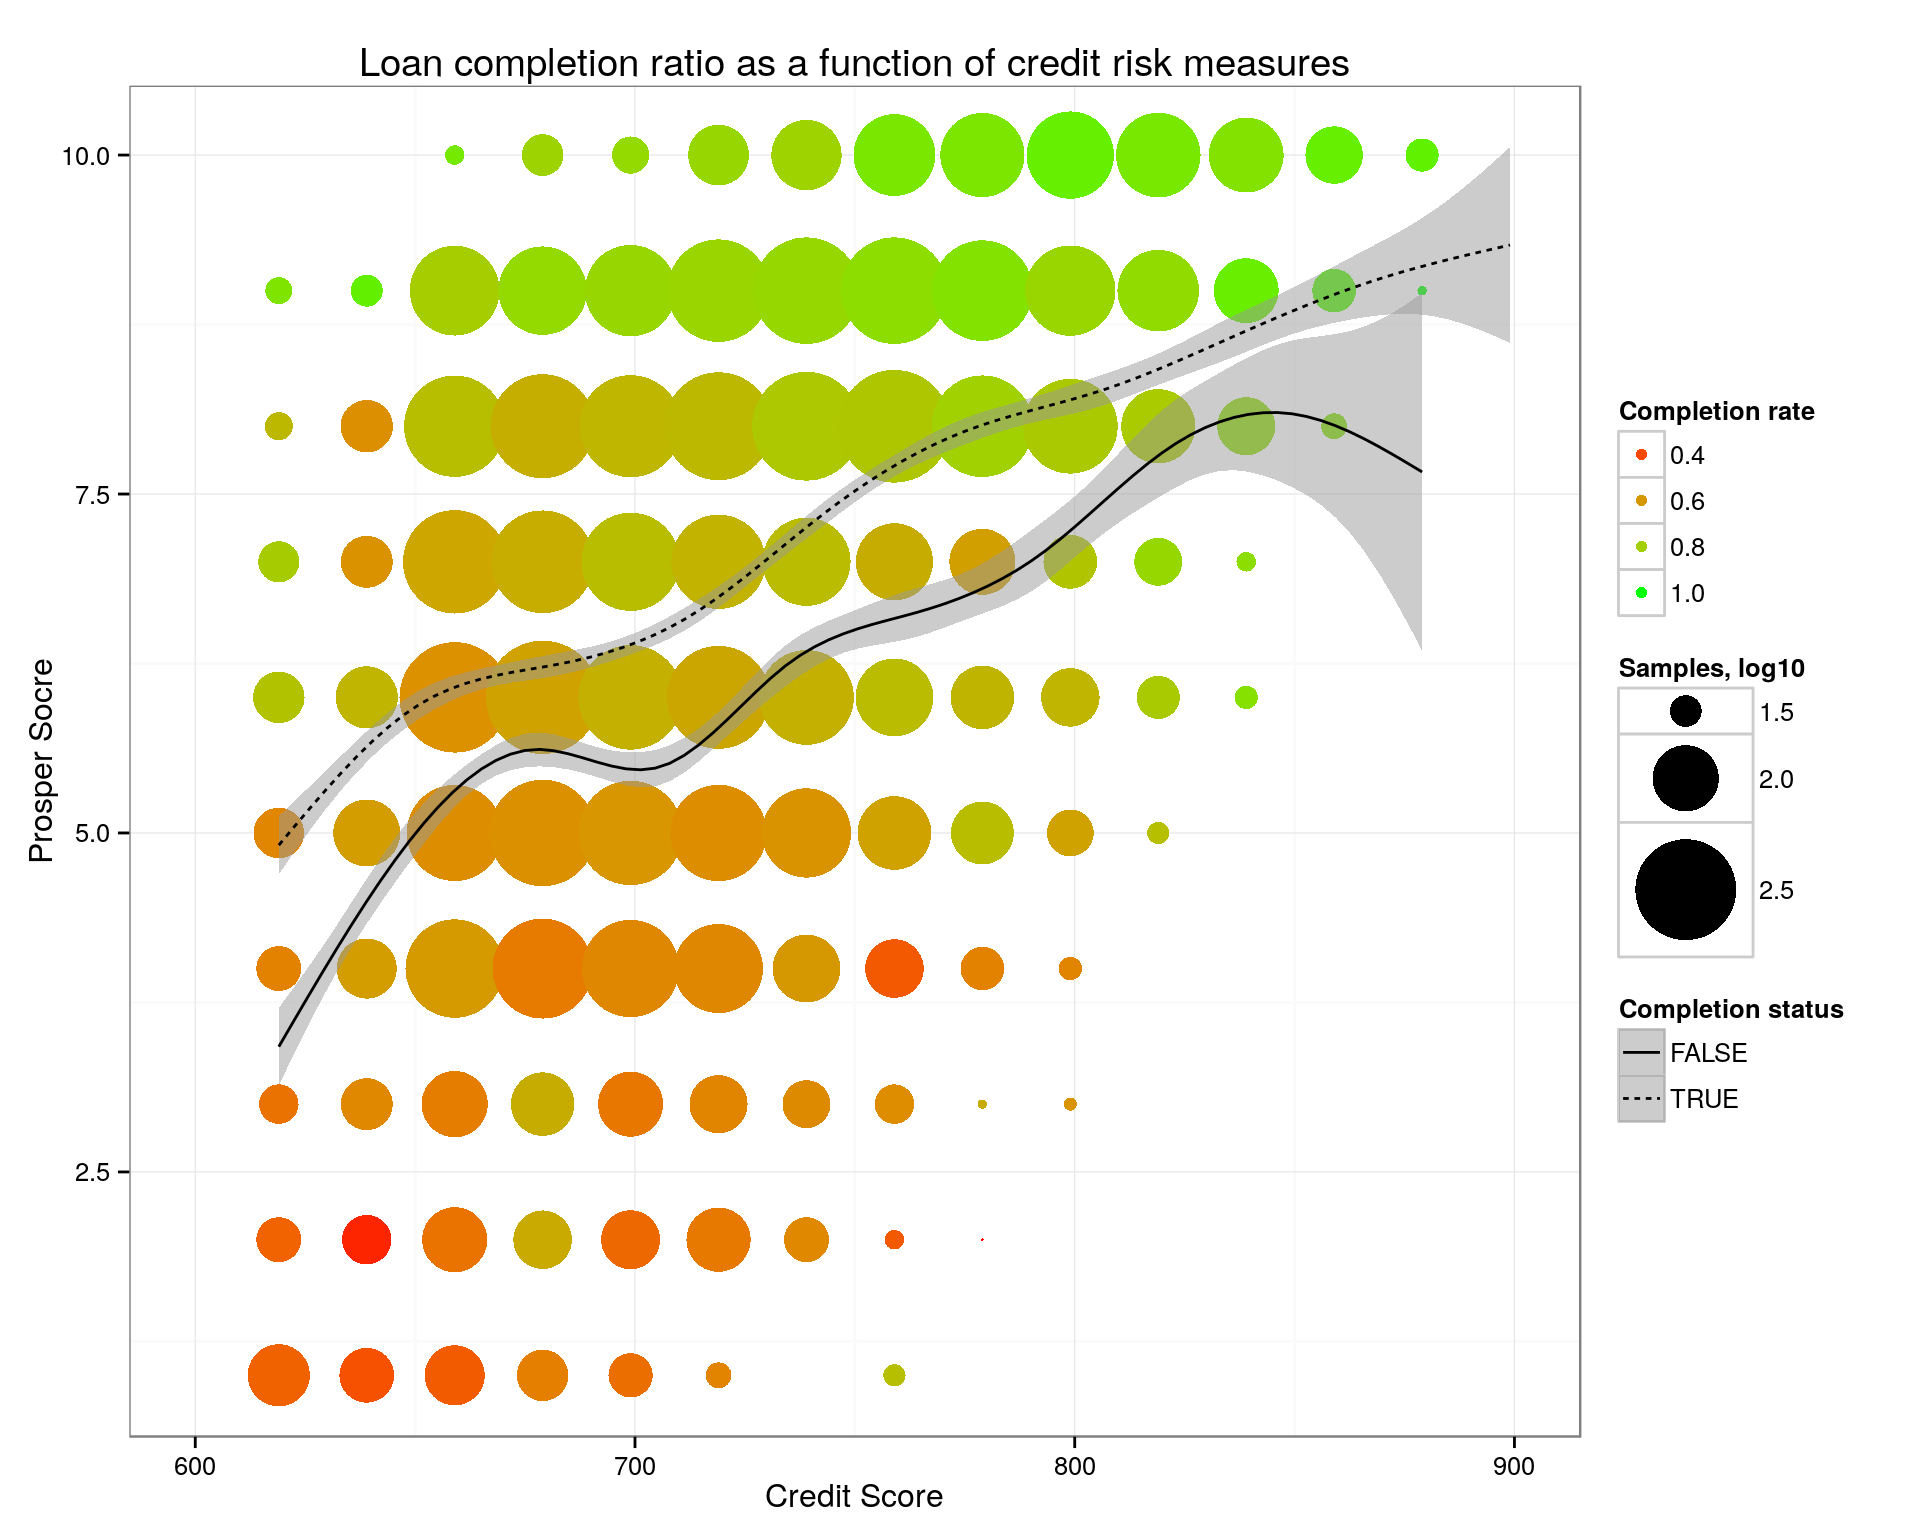 Loan completion ratio as a function of credit risk measures
10.0
7.5
5.0
2.5
Prosper Socre
600
700
800
900
Credit Score
Completion rate
0.4
0.6
0.8
1.0
Samples, log10
1.5
2.0
2.5
Completion status
FALSE
TRUE